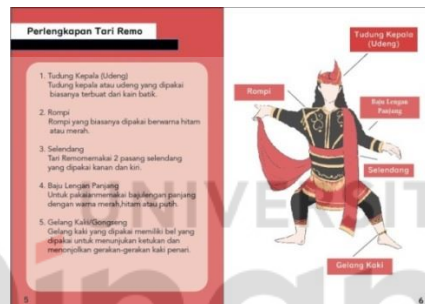 Perlengkapan Tari Remo
1. Tudung Kepala (Udeng)
Tudung kepala atau udeng yang dipakai
biasanya terbuat dari kain batik.
2. Rompi
Rompi yang biasanya dipakai berwarna hitam
atau merah.
3. Selendang
Tari Remomemakai 2 pasang selendang
yang dipakai kanan dan kiri.
4. Baju Lengan Panjang
Untuk pakaianmemakai bajulengan panjang
dengan warna merah,hitam atau putih.
5. Gelang Kaki/Gongseng
Gelang kaki yang dipakai memiliki bel yang
dipakai untuk menunjukan ketukan dan
menonjolkan gerakan-gerakan kaki penari.
5
Tudung Kepala
(Udeng)
Rompi
Baju Lengan
Panjang
Selendang
Gelang Kaki
6
UNIVERSIT